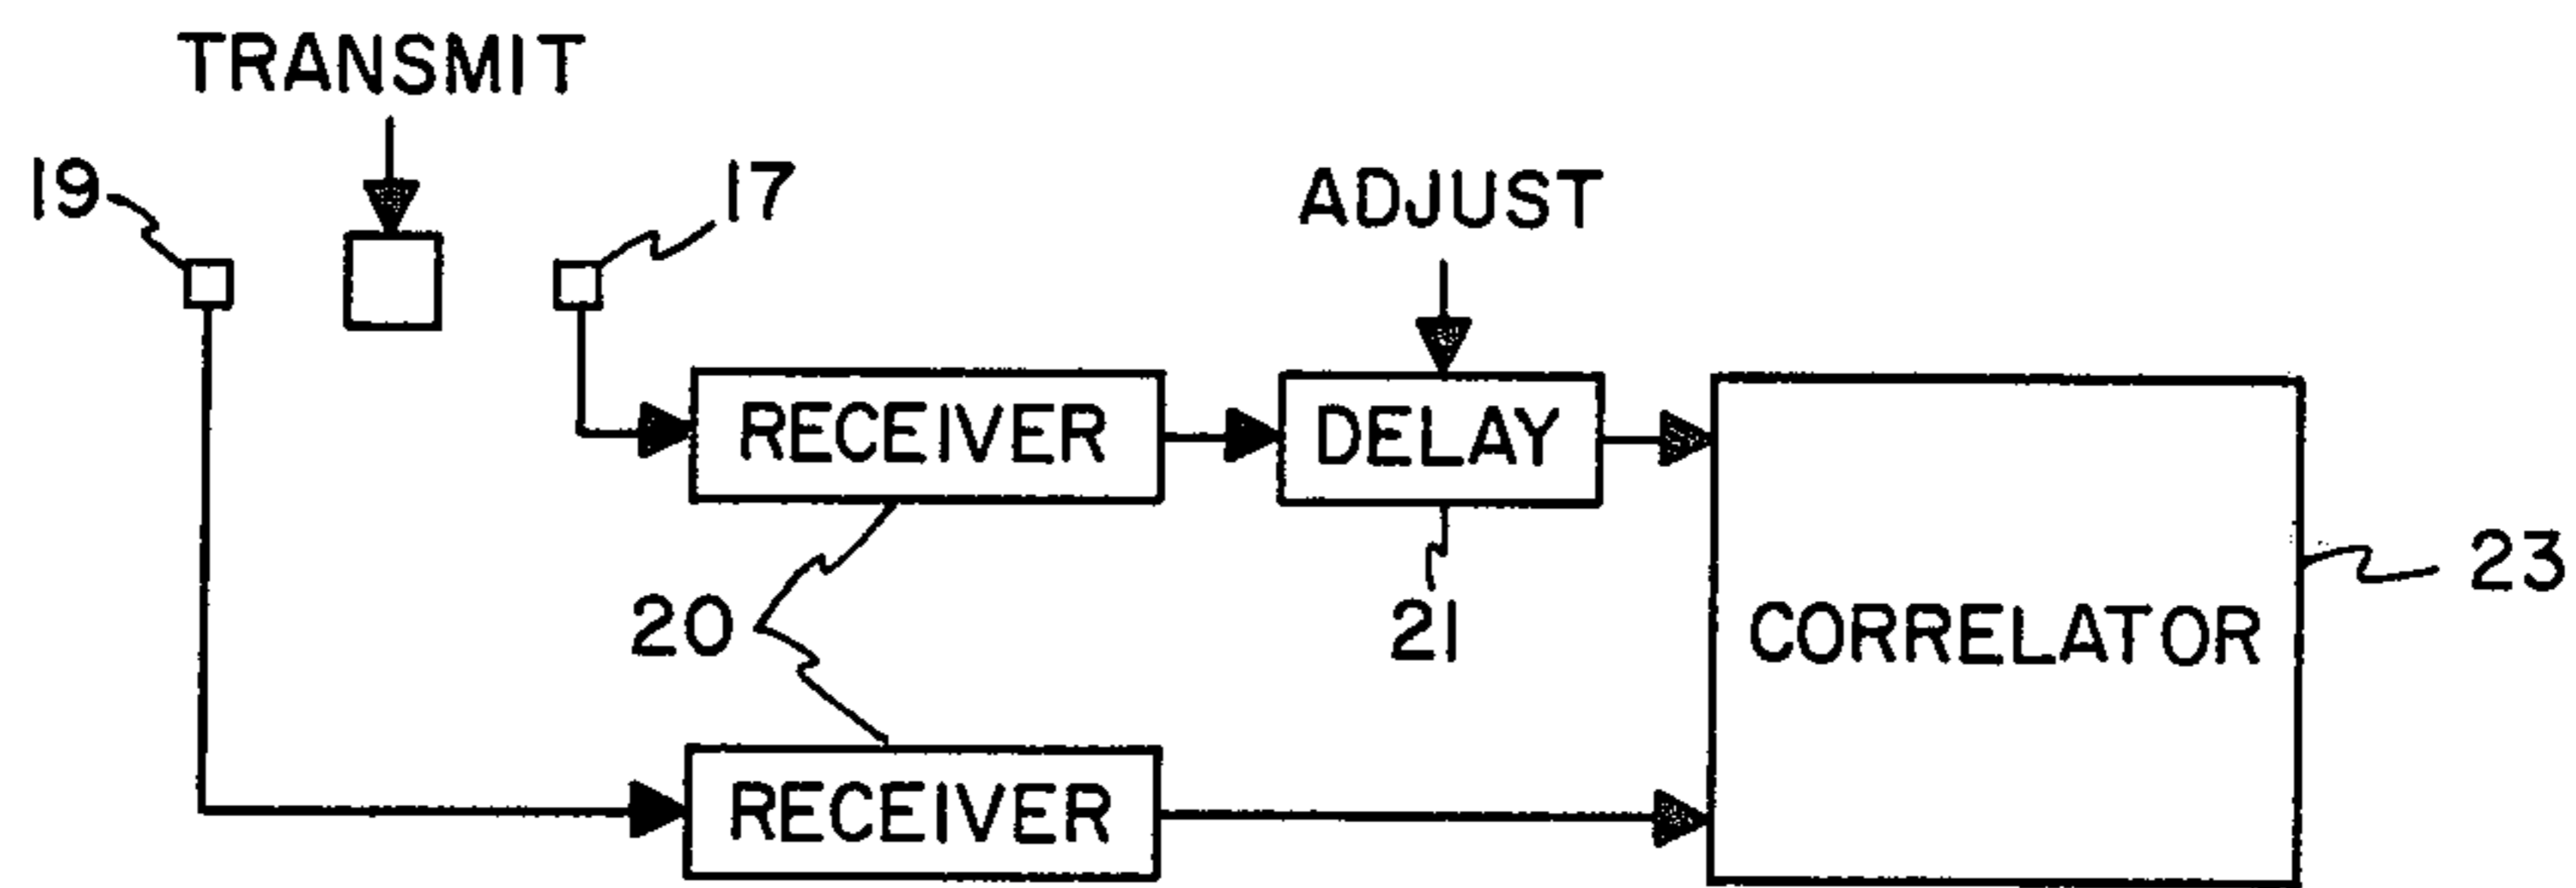 TRANSMIT
19
17
ADJUST
RECEIVER
DELAY
20
21
23
CORRELATOR
RECEIVER